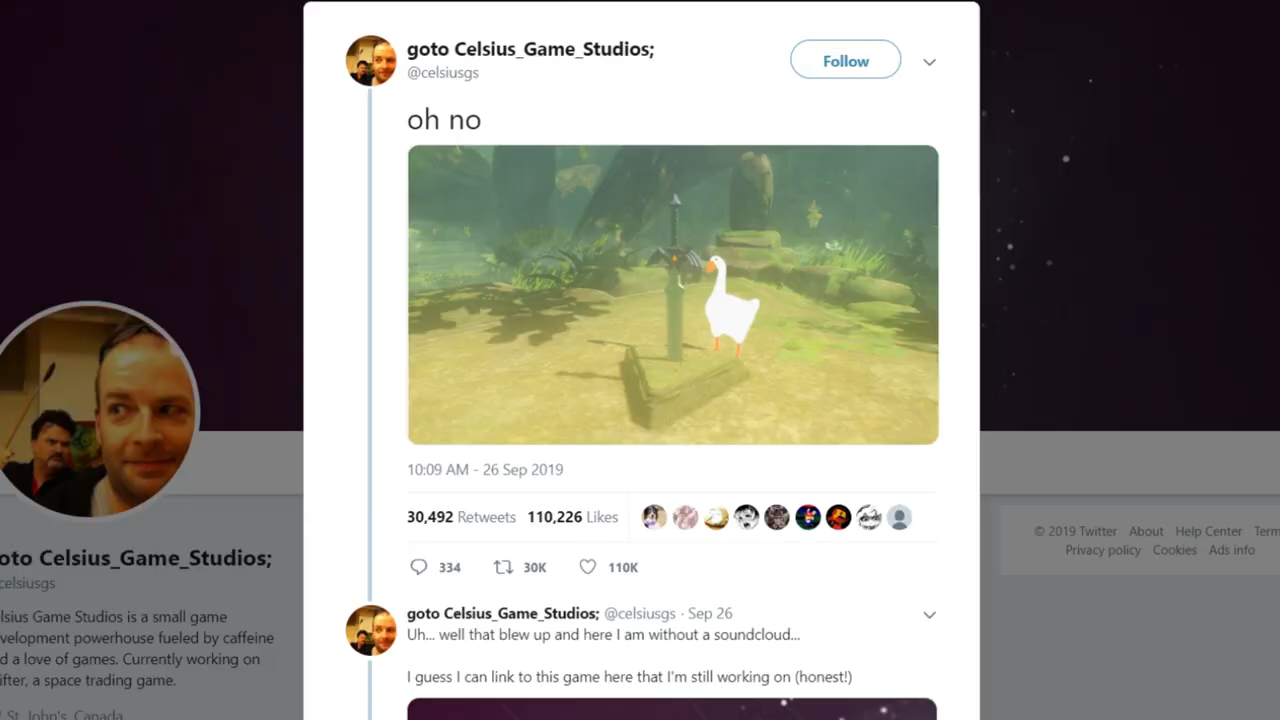 goto Celsius_Game_Studios;
@celsiusgs
Follow
oh no
10:09 AM - 26 Sep 2019
30,492 Retweets 110,226 Likes
334 30K 110K
goto Celsius_Game_Studios; @celsiusgs · Sep 26
Uh... well that blew up and here I am without a soundcloud...
I guess I can link to this game here that I'm still working on (honest!)
oto Celsius_Game_Studios;
celsiusgs
lsius Game Studios is a small game
velopment powerhouse fueled by caffeine
d a love of games. Currently working on
ifter, a space trading game.
St. John's, Canada
© 2019 Twitter About Help Center Term
Privacy policy Cookies Ads info